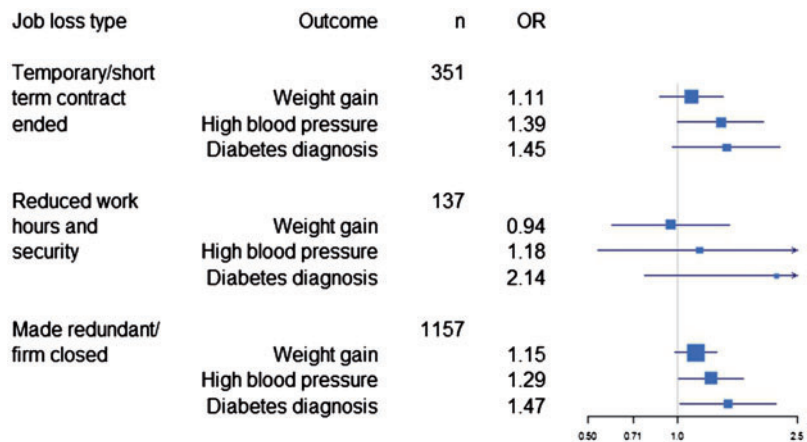 Job loss type Outcome n OR
Temporary/short 351
term contract Weight gain 1.11
ended High blood pressure 1.39
Diabetes diagnosis 1.45
Reduced work 137
hours and Weight gain 0.94
security High blood pressure 1.18
Diabetes diagnosis 2.14
Made redundant/ 1157
firm closed Weight gain 1.15
High blood pressure 1.29
Diabetes diagnosis 1.47
0.50 0.71 1.0 2.5